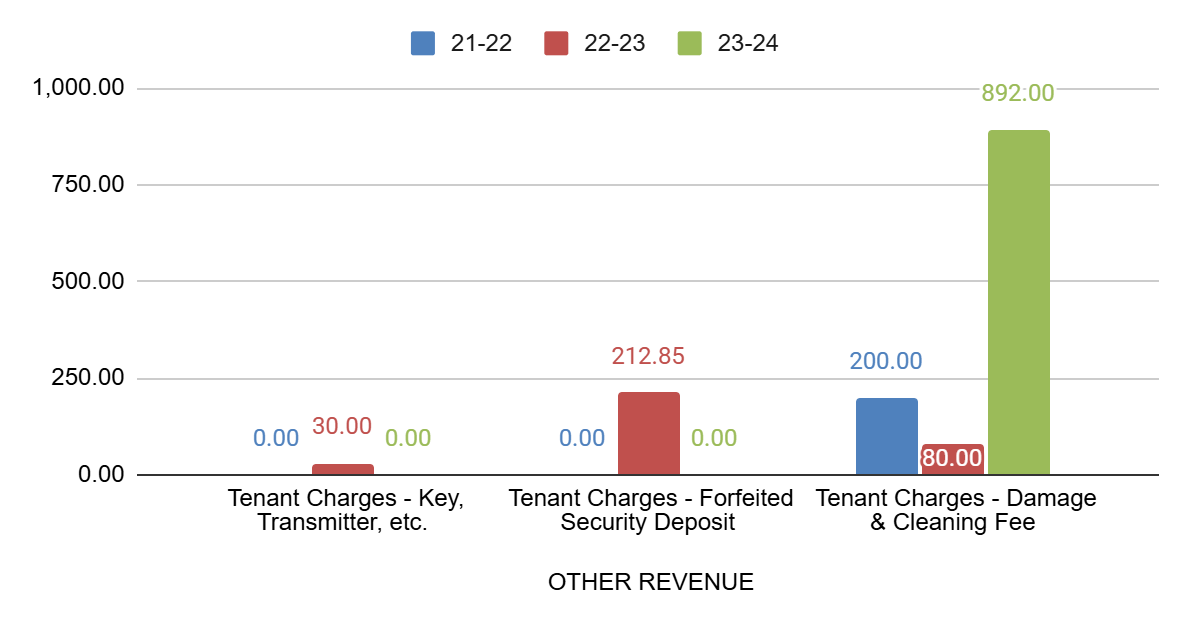 21-22 22-23 23-24
1,000.00
892.00
750.00
500.00
212.85
200.00
250.00
0.00 30.00 0.00
0.00 0.00
80.00
0.00
Tenant Charges - Key,
Transmitter, etc.
Tenant Charges - Forfeited
Security Deposit
Tenant Charges - Damage
& Cleaning Fee
OTHER REVENUE